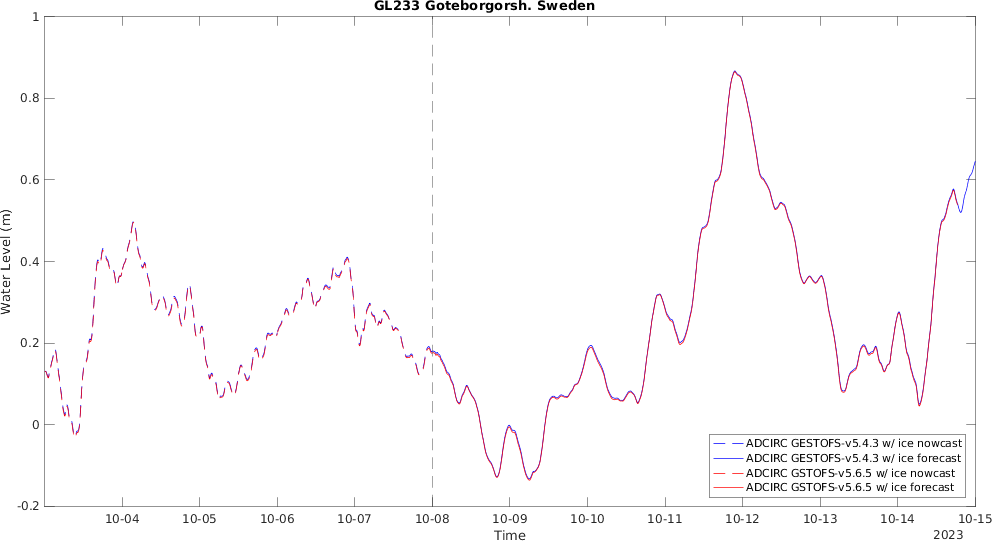 GL233 Goteborgorsh. Sweden
1
0.8
0.6
0.4
0.2
0
-0.2
Water Level (m)
10-04 10-05 10-06 10-07 10-08 10-09 10-10 10-11 10-12 10-13 10-14 10-15
Time
2023
ADCIRC GESTOFS-v5.4.3 w/ ice nowcast
ADCIRC GESTOFS-v5.4.3 w/ ice forecast
ADCIRC GSTOFS-v5.6.5 w/ ice nowcast
ADCIRC GSTOFS-v5.6.5 w/ ice forecast